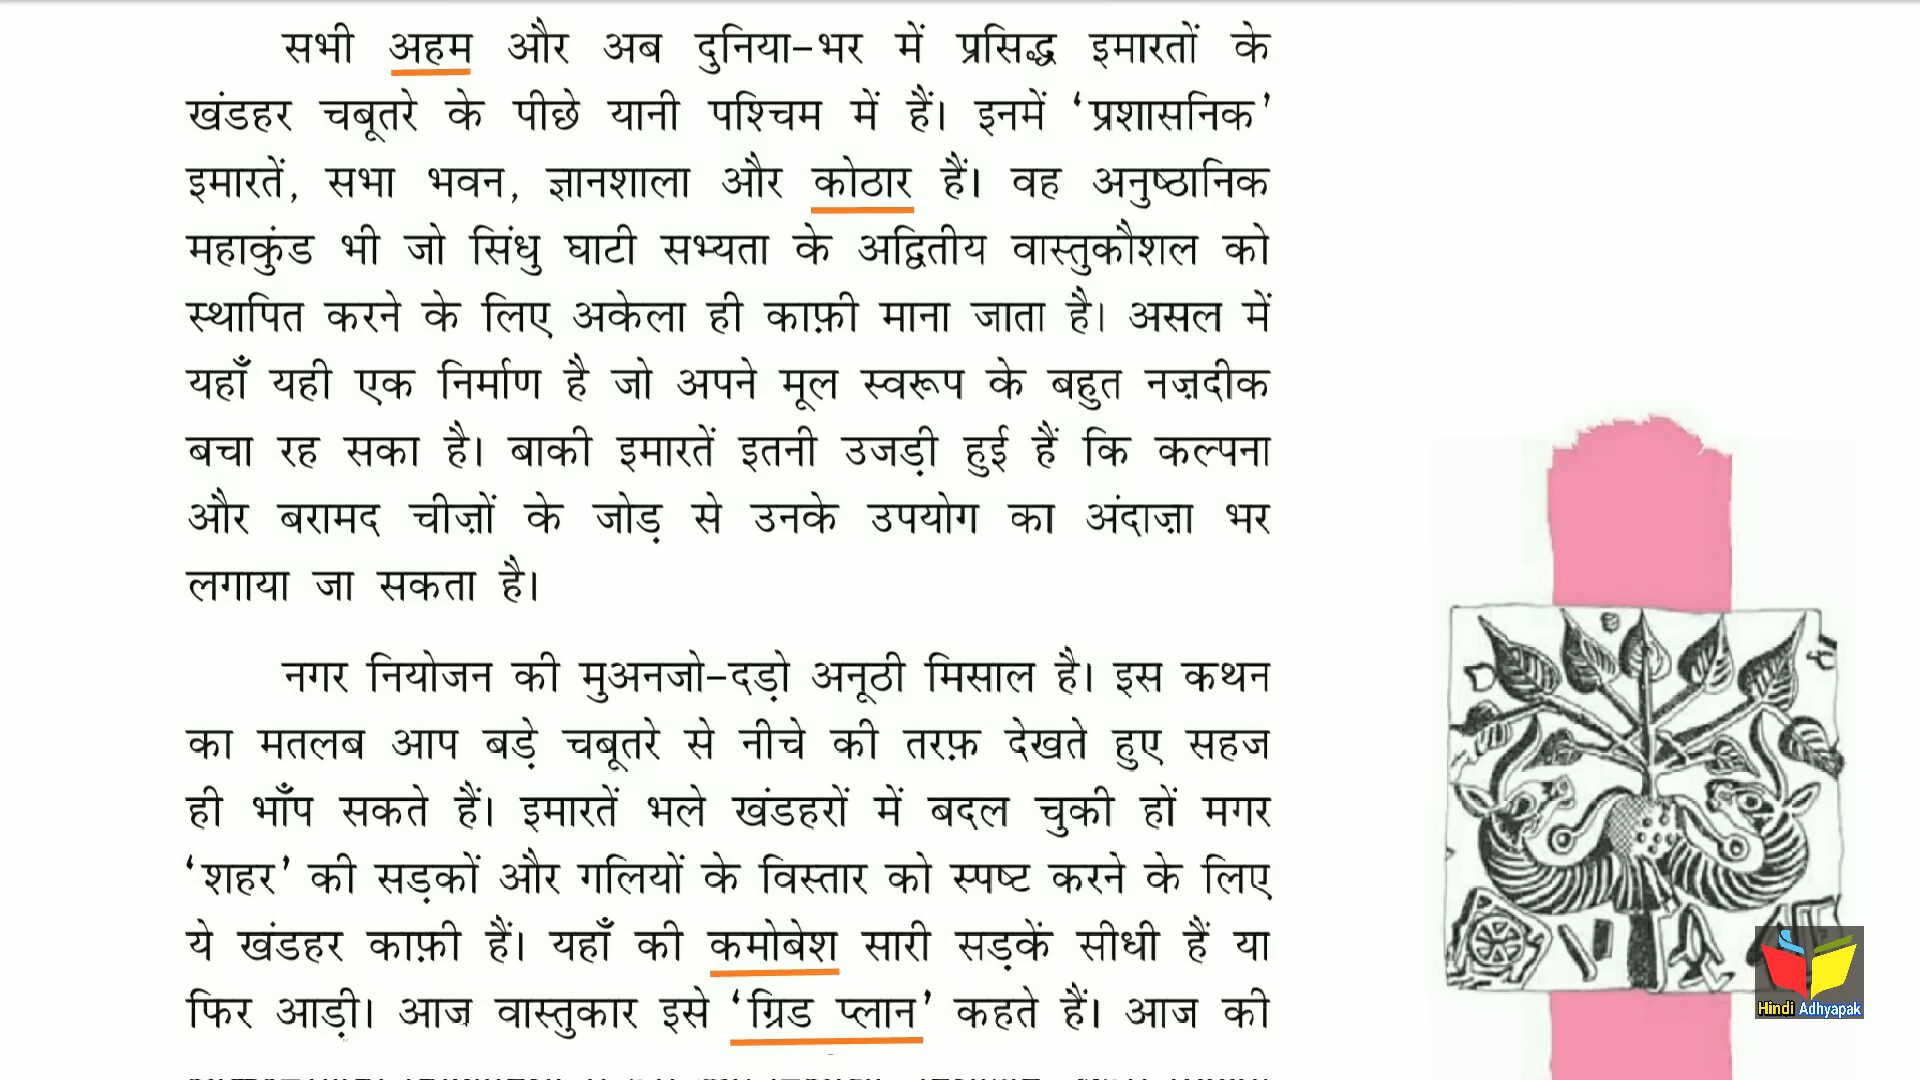 सभी अहम और अब दुनिया-भर में प्रसिद्ध इमारतों के
खंडहर चबूतरे के पीछे यानी पश्चिम में हैं। इनमें ‘प्रशासनिक’
इमारतें, सभा भवन, ज्ञानशाला और कोठार हैं। वह अनुष्ठानिक
महाकुंड भी जो सिंधु घाटी सभ्यता के अद्वितीय वास्तुकौशल को
स्थापित करने के लिए अकेला ही काफ़ी माना जाता है। असल में
यहाँ यही एक निर्माण है जो अपने मूल स्वरूप के बहुत नज़दीक
बचा रह सका है। बाकी इमारतें इतनी उजड़ी हुई हैं कि कल्पना
और बरामद चीज़ों के जोड़ से उनके उपयोग का अंदाज़ा भर
लगाया जा सकता है।
नगर नियोजन की मुअनजो-दड़ो अनूठी मिसाल है। इस कथन
का मतलब आप बड़े चबूतरे से नीचे की तरफ़ देखते हुए सहज
ही भाँप सकते हैं। इमारतें भले खंडहरों में बदल चुकी हों मगर
‘शहर’ की सड़कों और गलियों के विस्तार को स्पष्ट करने के लिए
ये खंडहर काफ़ी हैं। यहाँ की कमोबेश सारी सड़कें सीधी हैं या
फिर आड़ी। आज वास्तुकार इसे ‘ग्रिड प्लान’ कहते हैं। आज की
Hindi Adhyapak